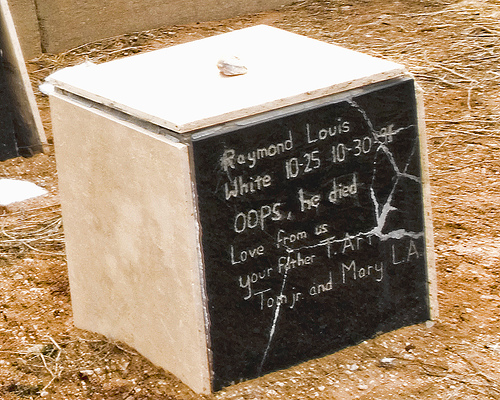 Raymond Louis
White 10-25 10-30-94
OOPS, he died
Love from us
your Father T. Art
Tom jr. and Mary L.A.